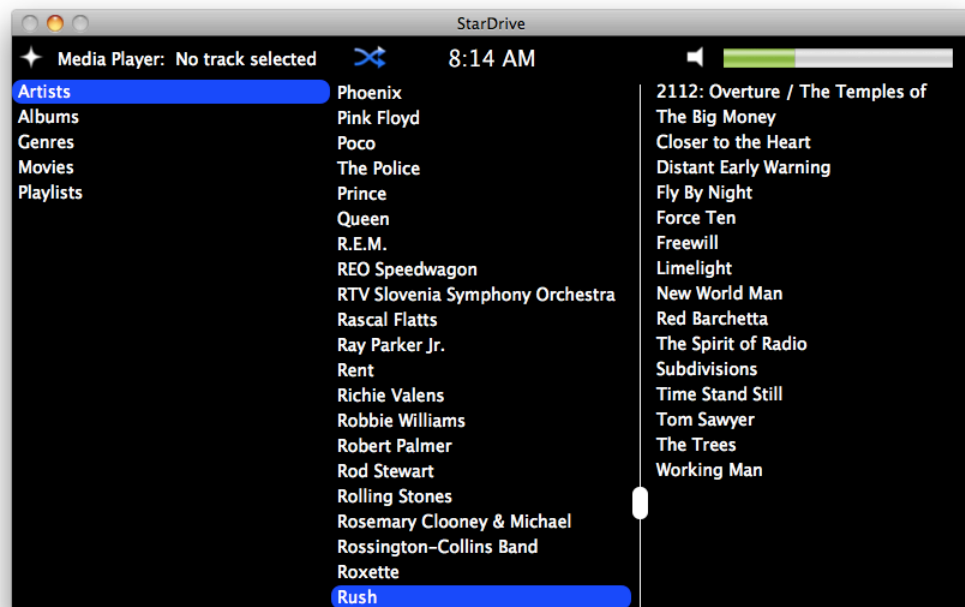 StarDrive
Media Player: No track selected
8:14 AM
Artists
Albums
Genres
Movies
Playlists
Phoenix
Pink Floyd
Poco
The Police
Prince
Queen
R.E.M.
REO Speedwagon
RTV Slovenia Symphony Orchestra
Rascal Flatts
Ray Parker Jr.
Rent
Richie Valens
Robbie Williams
Robert Palmer
Rod Stewart
Rolling Stones
Rosemary Clooney & Michael
Rossington-Collins Band
Roxette
Rush
2112: Overture / The Temples of
The Big Money
Closer to the Heart
Distant Early Warning
Fly By Night
Force Ten
Freewill
Limelight
New World Man
Red Barchetta
The Spirit of Radio
Subdivisions
Time Stand Still
Tom Sawyer
The Trees
Working Man